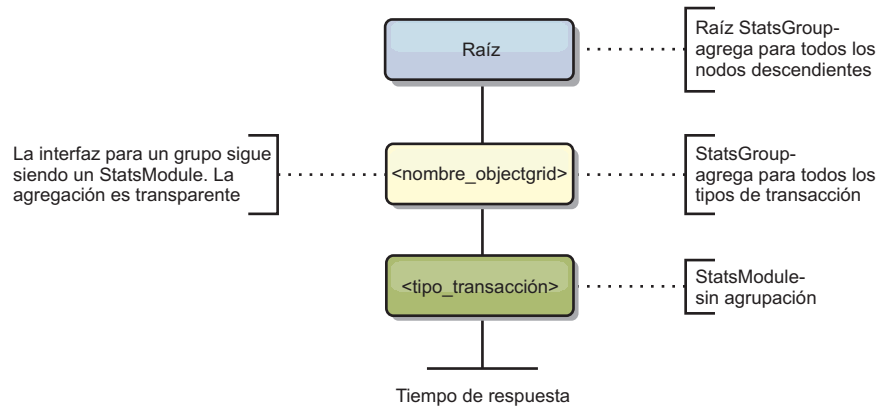 Raíz
Raíz StatsGroup-
agrega para todos los
nodos descendientes
La interfaz para un grupo sigue
siendo un StatsModule. La
agregación es transparente
<nombre_objectgrid>
StatsGroup-
agrega para todos los
tipos de transacción
<tipo_transacción>
StatsModule-
sin agrupación
Tiempo de respuesta